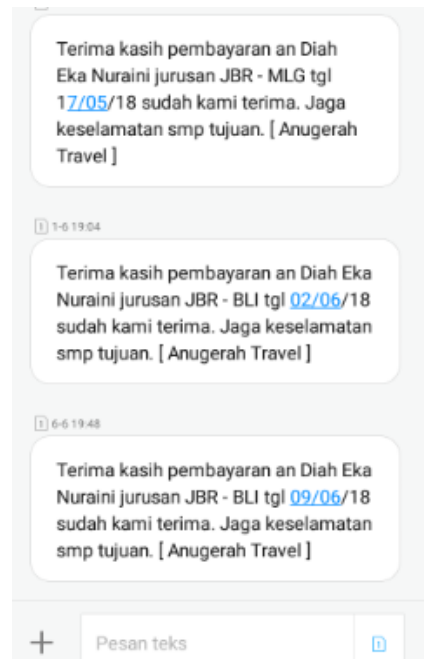 Terima kasih pembayaran an Diah
Eka Nuraini jurusan JBR - MLG tgl
17/05/18 sudah kami terima. Jaga
keselamatan smp tujuan. [ Anugerah
Travel ]
1-6 19:04
Terima kasih pembayaran an Diah Eka
Nuraini jurusan JBR - BLI tgl 02/06/18
sudah kami terima. Jaga keselamatan
smp tujuan. [ Anugerah Travel ]
6-6 19:48
Terima kasih pembayaran an Diah Eka
Nuraini jurusan JBR - BLI tgl 09/06/18
sudah kami terima. Jaga keselamatan
smp tujuan. [ Anugerah Travel ]
Pesan teks